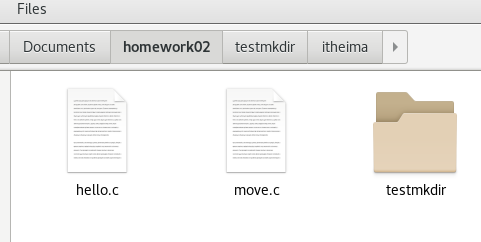 Files
Documents homework02 testmkdir itheima
hello.c move.c testmkdir